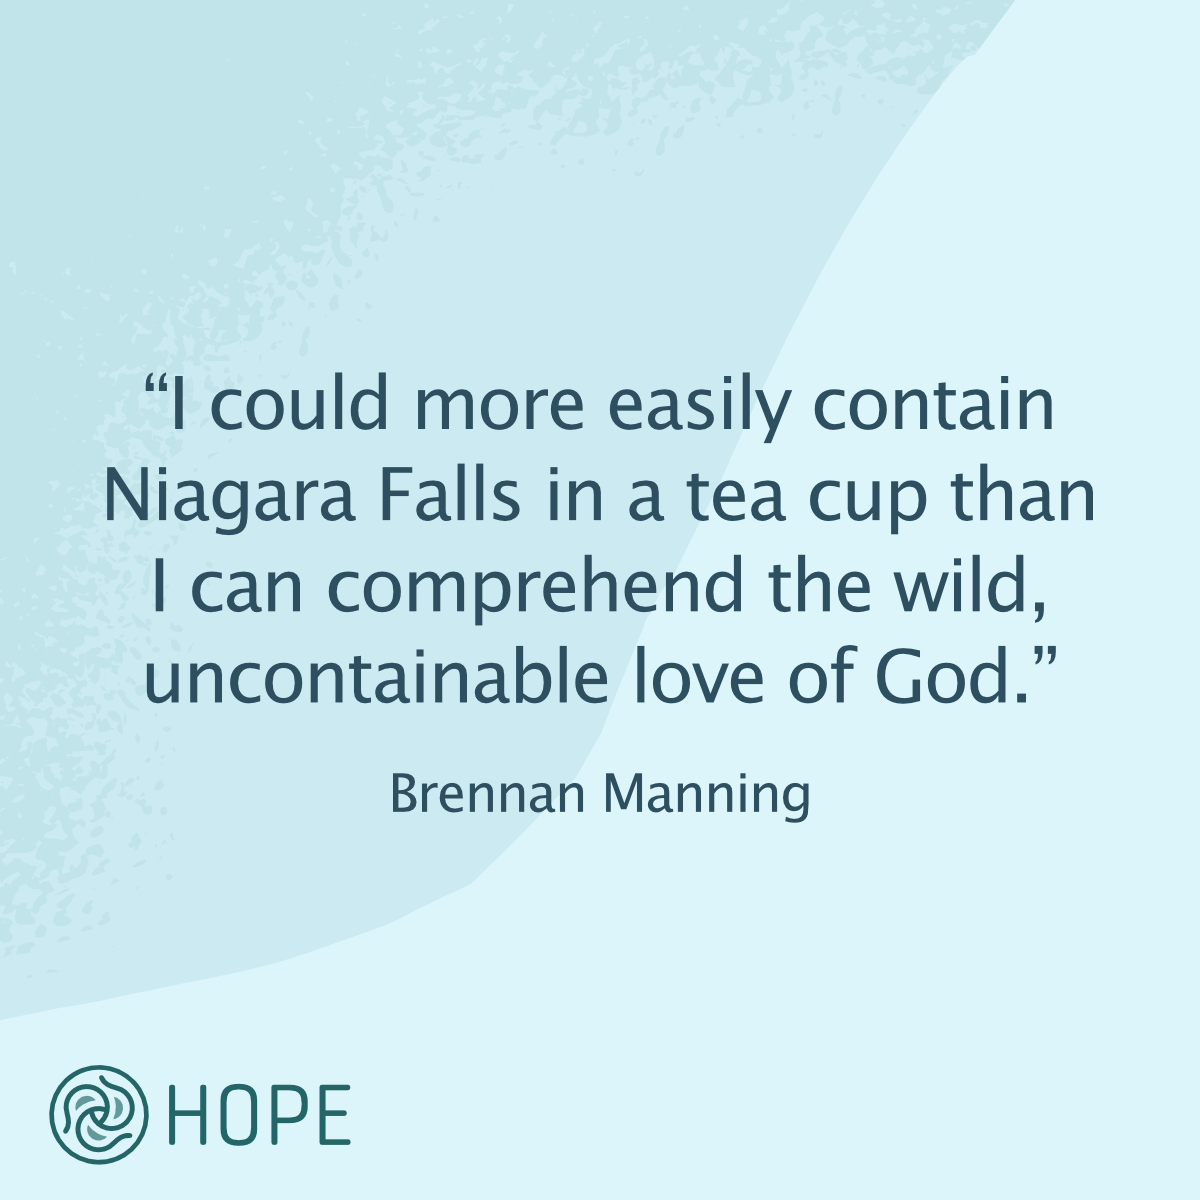 “I could more easily contain
Niagara Falls in a tea cup than
I can comprehend the wild,
uncontainable love of God.”
Brennan Manning
HOPE